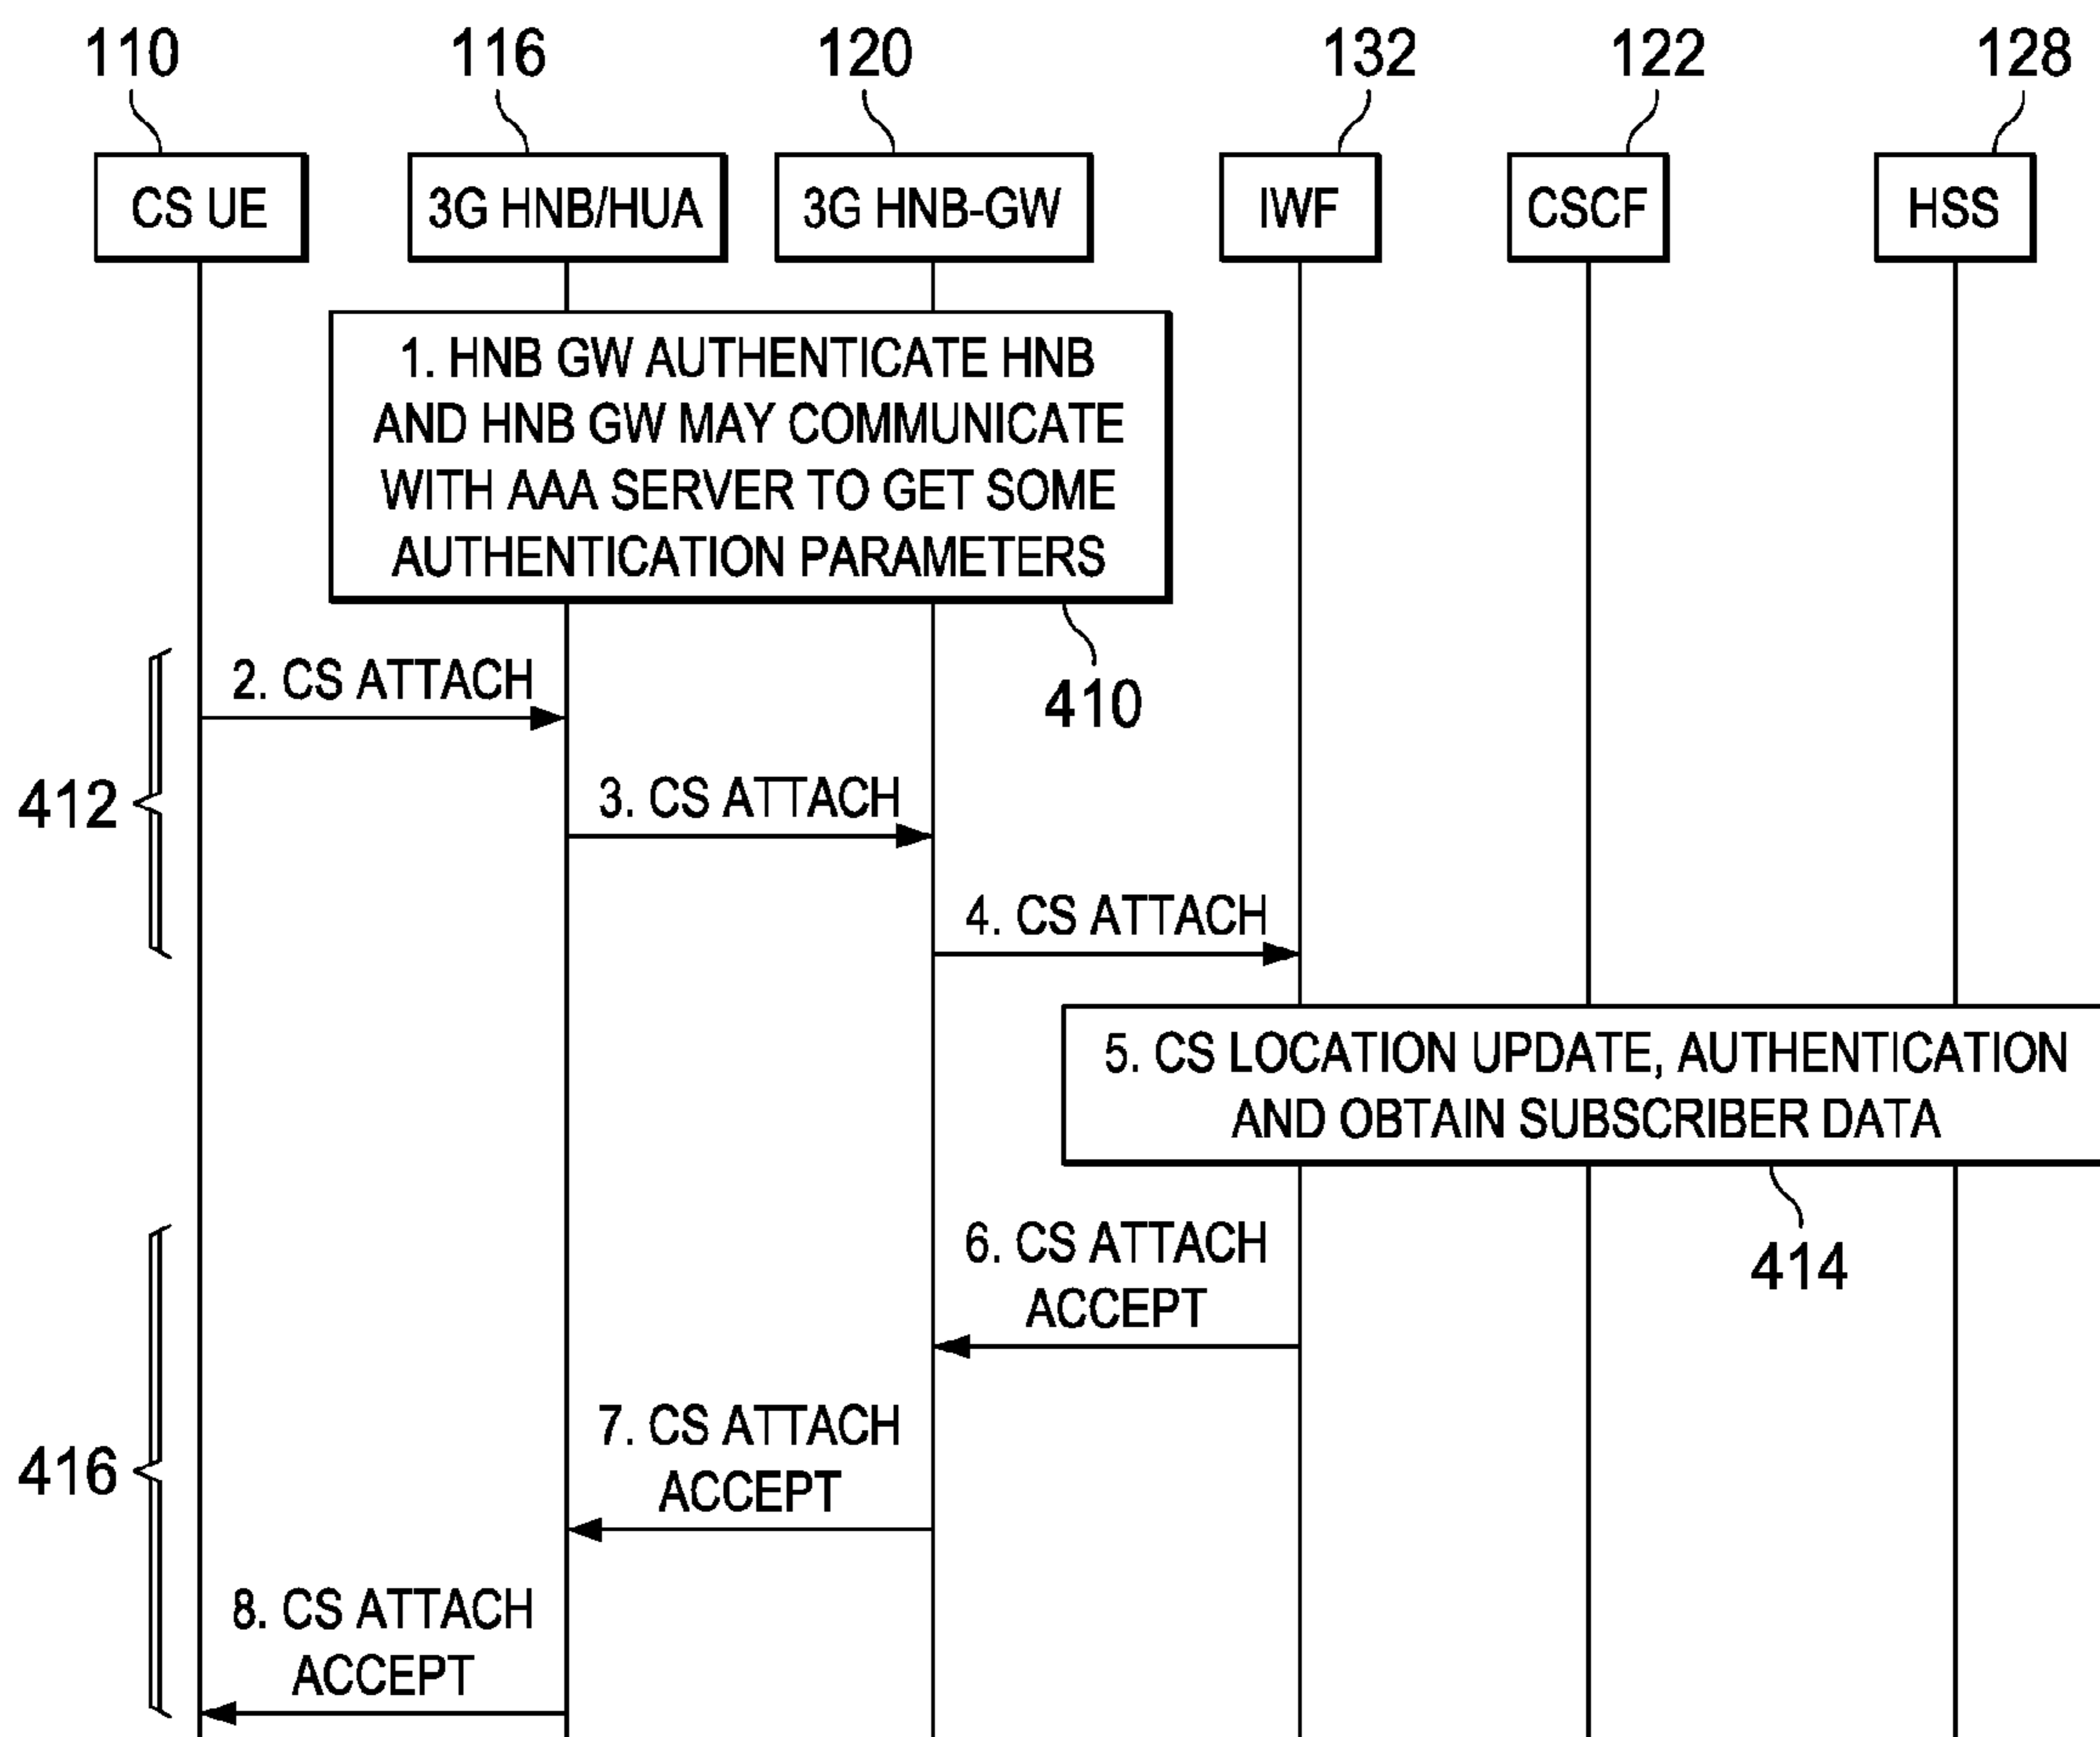 110
116
120
132
122
128
CS UE
3G HNB/HUA
3G HNB-GW
IWF
CSCF
HSS
1. HNB GW AUTHENTICATE HNB
AND HNB GW MAY COMMUNICATE
WITH AAA SERVER TO GET SOME
AUTHENTICATION PARAMETERS
410
2. CS ATTACH
412
3. CS ATTACH
4. CS ATTACH
5. CS LOCATION UPDATE, AUTHENTICATION
AND OBTAIN SUBSCRIBER DATA
414
6. CS ATTACH
ACCEPT
416
7. CS ATTACH
ACCEPT
8. CS ATTACH
ACCEPT